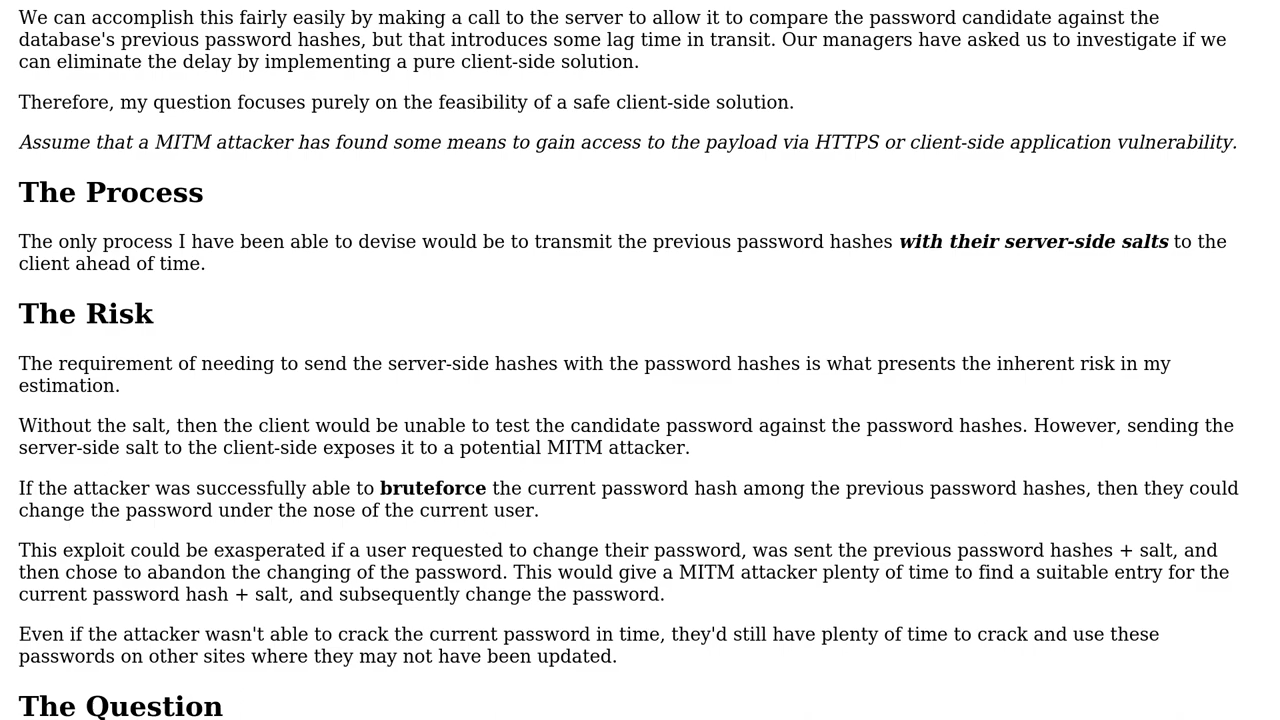 We can accomplish this fairly easily by making a call to the server to allow it to compare the password candidate against the
database's previous password hashes, but that introduces some lag time in transit. Our managers have asked us to investigate if we
can eliminate the delay by implementing a pure client-side solution.
Therefore, my question focuses purely on the feasibility of a safe client-side solution.
Assume that a MITM attacker has found some means to gain access to the payload via HTTPS or client-side application vulnerability.
The Process
The only process I have been able to devise would be to transmit the previous password hashes with their server-side salts to the
client ahead of time.
The Risk
The requirement of needing to send the server-side hashes with the password hashes is what presents the inherent risk in my
estimation.
Without the salt, then the client would be unable to test the candidate password against the password hashes. However, sending the
server-side salt to the client-side exposes it to a potential MITM attacker.
If the attacker was successfully able to bruteforce the current password hash among the previous password hashes, then they could
change the password under the nose of the current user.
This exploit could be exasperated if a user requested to change their password, was sent the previous password hashes + salt, and
then chose to abandon the changing of the password. This would give a MITM attacker plenty of time to find a suitable entry for the
current password hash + salt, and subsequently change the password.
Even if the attacker wasn't able to crack the current password in time, they'd still have plenty of time to crack and use these
passwords on other sites where they may not have been updated.
The Question